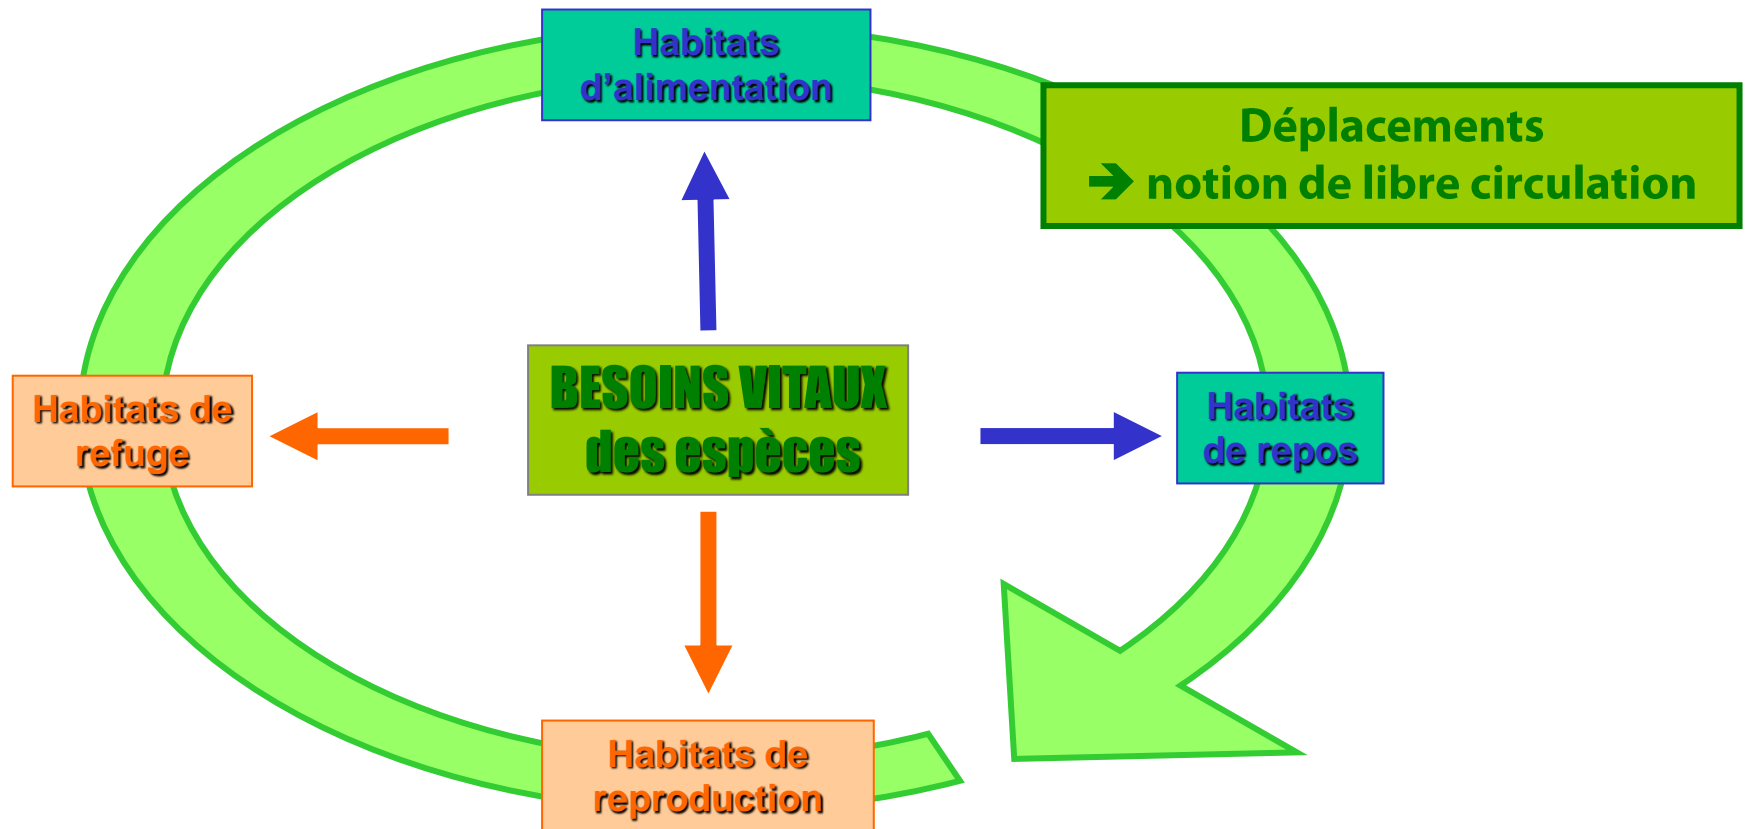 Habitats
d’alimentation
Déplacements
➔ notion de libre circulation
Habitats de
refuge
BESOINS VITAUX
des espèces
Habitats
de repos
Habitats de
reproduction